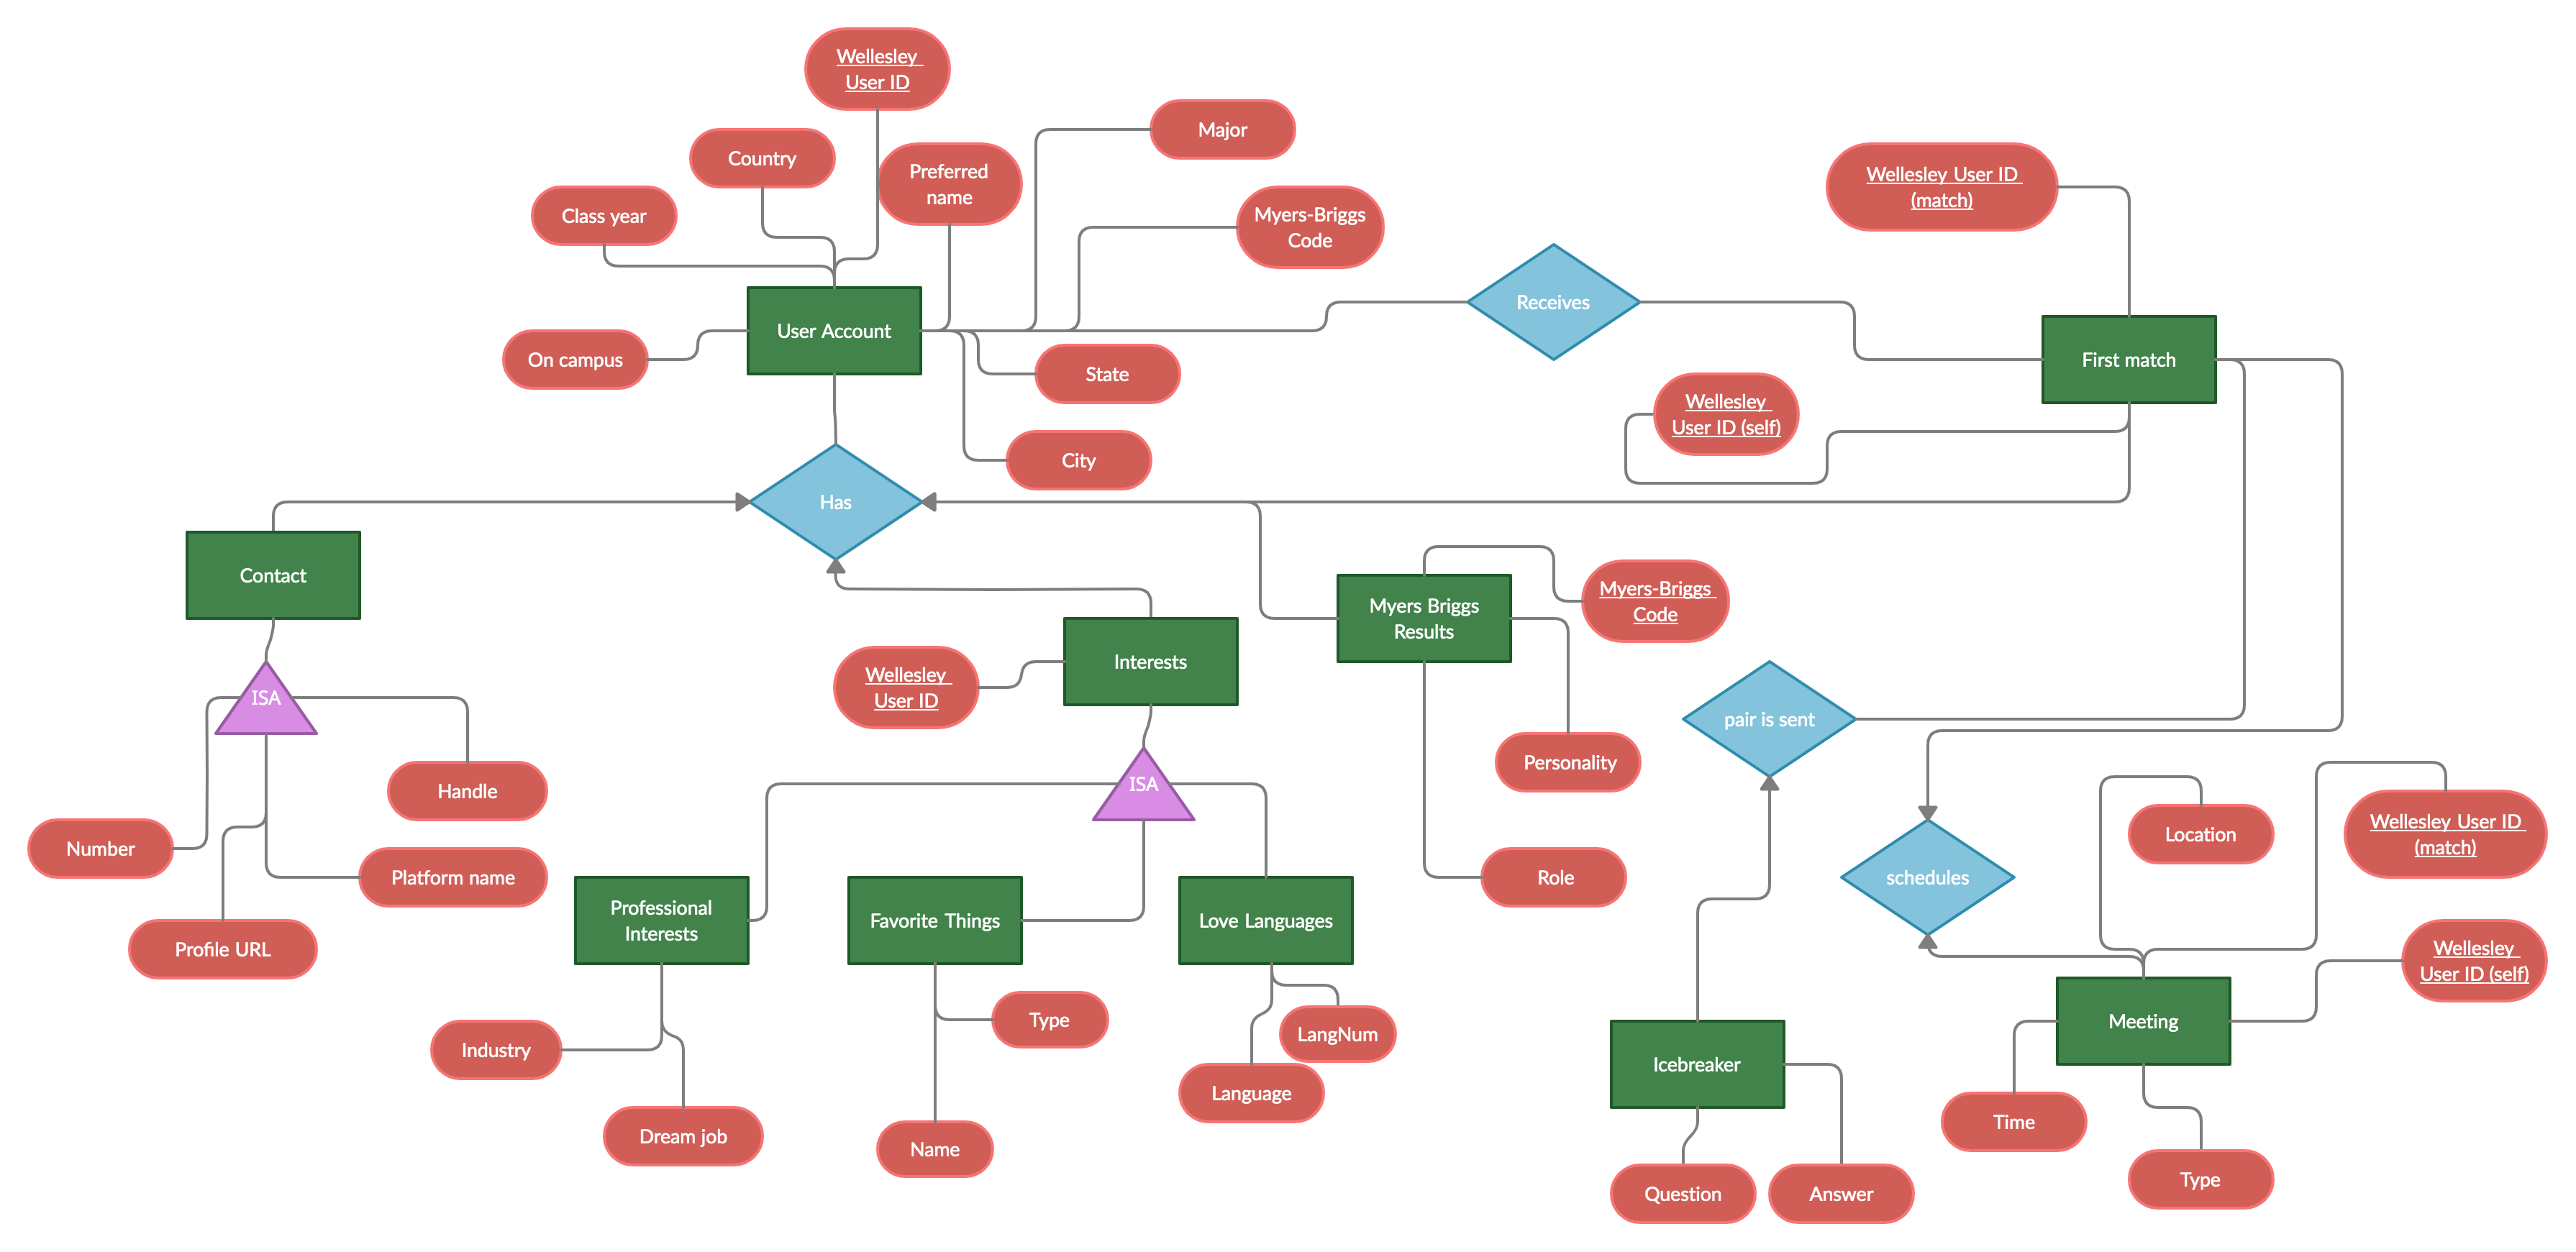 Wellesley
User ID
Major
Country
Preferred
name
Wellesley User ID
(match)
Class year
Myers-Briggs
Code
Receives
User Account
On campus
State
First match
Wellesley
User ID (self)
City
Has
Contact
Myers Briggs
Results
Myers-Briggs
Code
Interests
Wellesley
User ID
ISA
pair is sent
Personality
ISA
Handle
Number
Location
Wellesley User ID
(match)
Platform name
Role
schedules
Professional
Interests
Favorite Things
Love Languages
Profile URL
Wellesley
User ID (self)
Type
LangNum
Meeting
Industry
Icebreaker
Language
Time
Dream job
Name
Type
Question
Answer